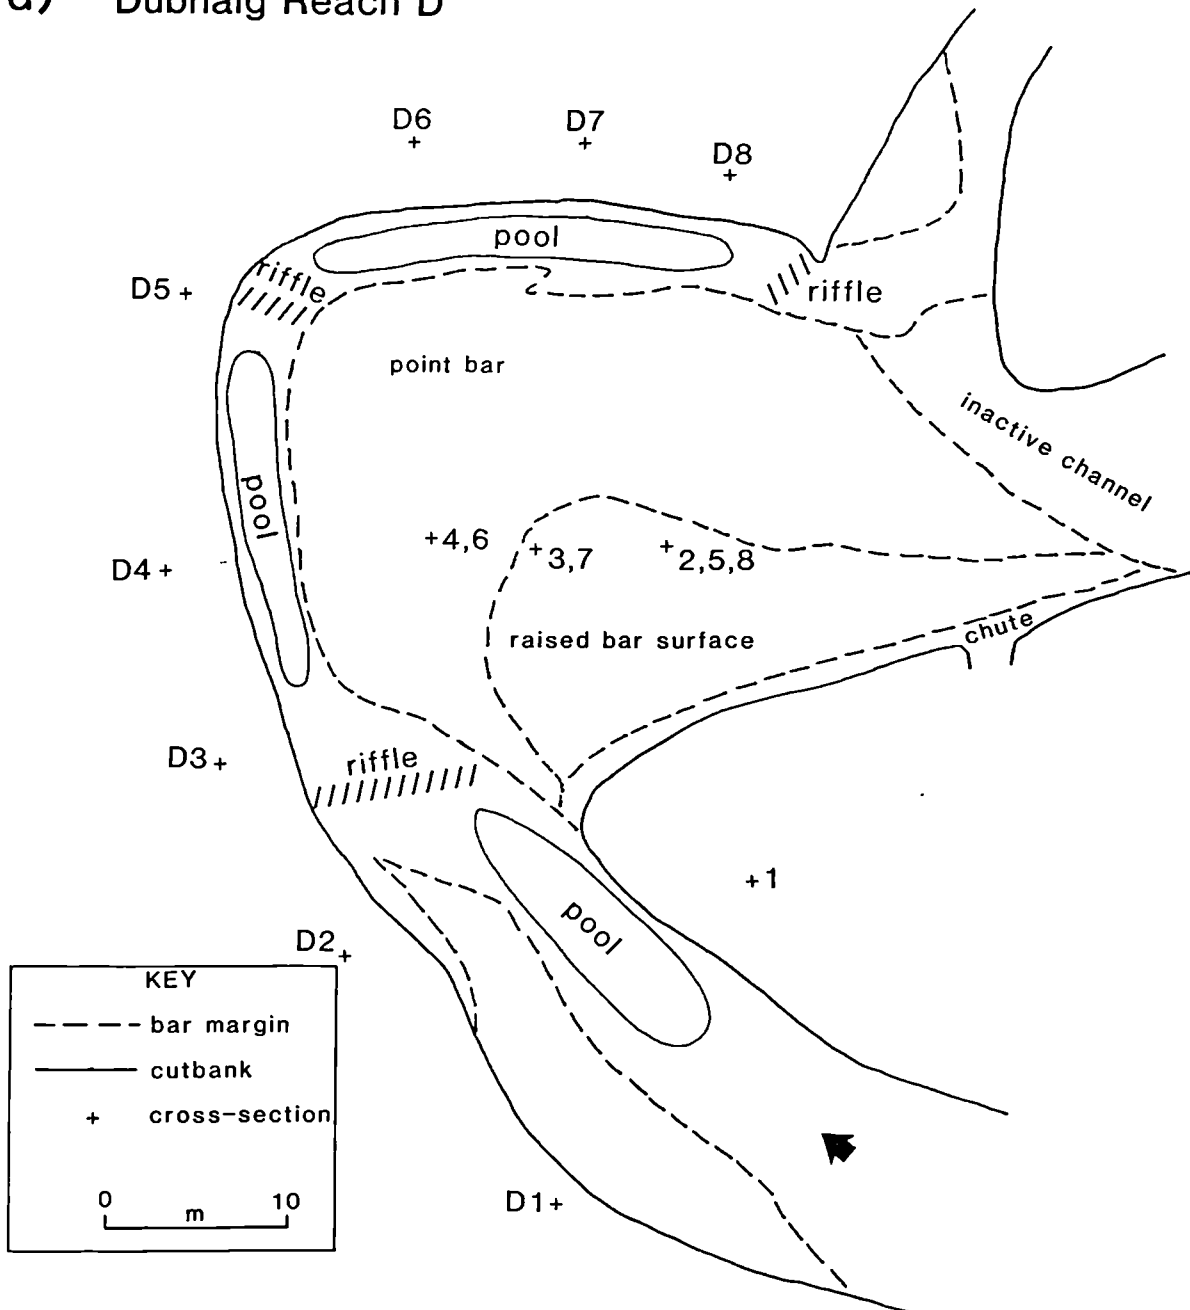 d) Dubhaig Reach D
D6
+
D7
+
D8
+
pool
riffle
D5 +
riffle
point bar
inactive channel
pool
+4,6
+3,7
+2,5,8
D4 +
raised bar surface
chute
D3 +
riffle
+1
pool
D2 +
KEY
bar margin
cutbank
+ cross-section
0 10
m
D1+